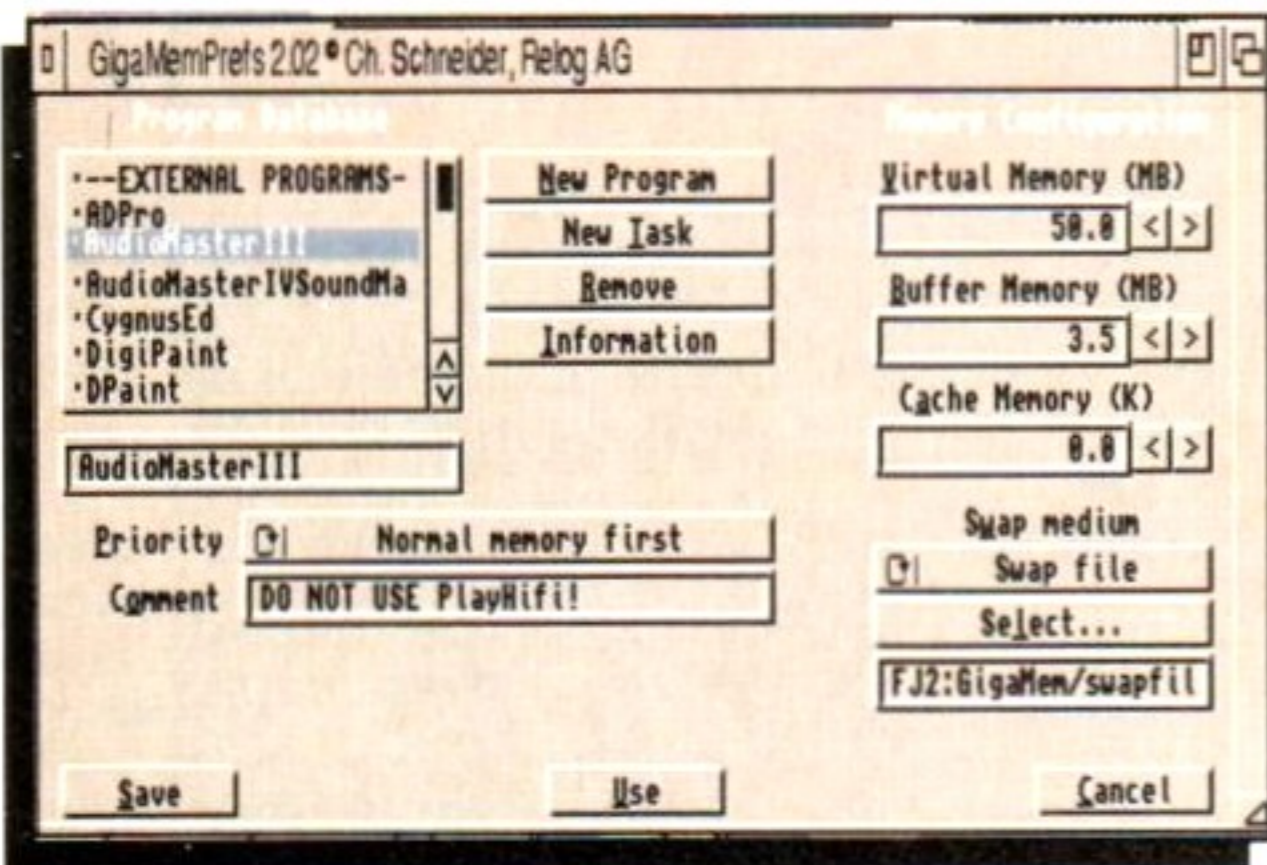 GigaMemPrefs 2.02 © Ch. Schneider, Relog AG
Program Database
·--EXTERNAL PROGRAMS-
·ADPro
·AudioMasterIII
·AudioMasterIVSoundMa
·CygnusEd
·DigiPaint
·DPaint
AudioMasterIII
New Program
New Task
Remove
Information
Priority Normal memory first
Comment DO NOT USE PlayHifi!
Memory Configuration
Virtual Memory (MB)
50.0 < >
Buffer Memory (MB)
3.5 < >
Cache Memory (K)
0.0 < >
Swap medium
Swap file
Select...
FJ2:GigaMem/swapfil
Save
Use
Cancel